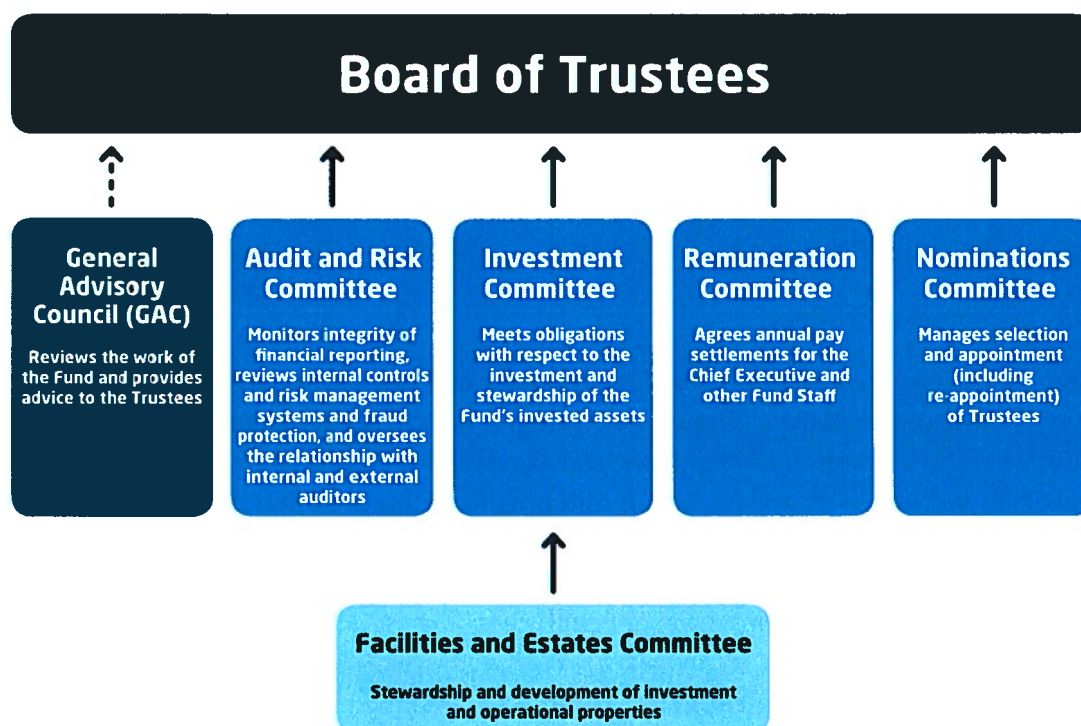 Board of Trustees
General
Advisory
Council (GAC)
Reviews the work of
the Fund and provides
advice to the Trustees
Audit and Risk
Committee
Monitors integrity of
financial reporting,
reviews internal controls
and risk management
systems and fraud
protection, and oversees
the relationship with
internal and external
auditors
Investment
Committee
Meets obligations
with respect to the
investment and
stewardship of the
Fund's invested assets
Remuneration
Committee
Agrees annual pay
settlements for the
Chief Executive and
other Fund Staff
Nominations
Committee
Manages selection
and appointment
(including
re-appointment)
of Trustees
Facilities and Estates Committee
Stewardship and development of investment
and operational properties